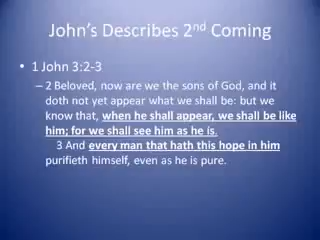 John's Describes 2nd Coming
• 1 John 3:2-3
– 2 Beloved, now are we the sons of God, and it
doth not yet appear what we shall be: but we
know that, when he shall appear, we shall be like
him; for we shall see him as he is.
3 And every man that hath this hope in him
purifieth himself, even as he is pure.